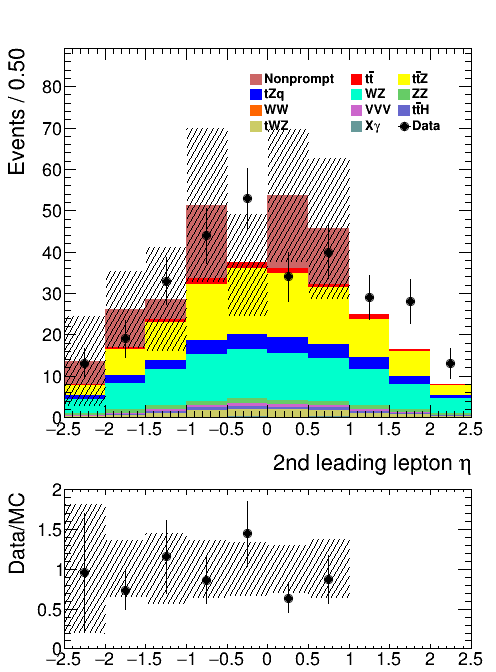 Events / 0.50
80
70
60
50
40
30
20
10
0
Nonprompt tt̄ tt̄Z
tZq WZ ZZ
WW VVV tt̄H
tWZ Xγ Data
−2.5 −2 −1.5 −1 −0.5 0 0.5 1 1.5 2 2.5
2nd leading lepton η
Data/MC
2
1.5
1
0.5
0
−2.5 −2 −1.5 −1 −0.5 0 0.5 1 1.5 2 2.5